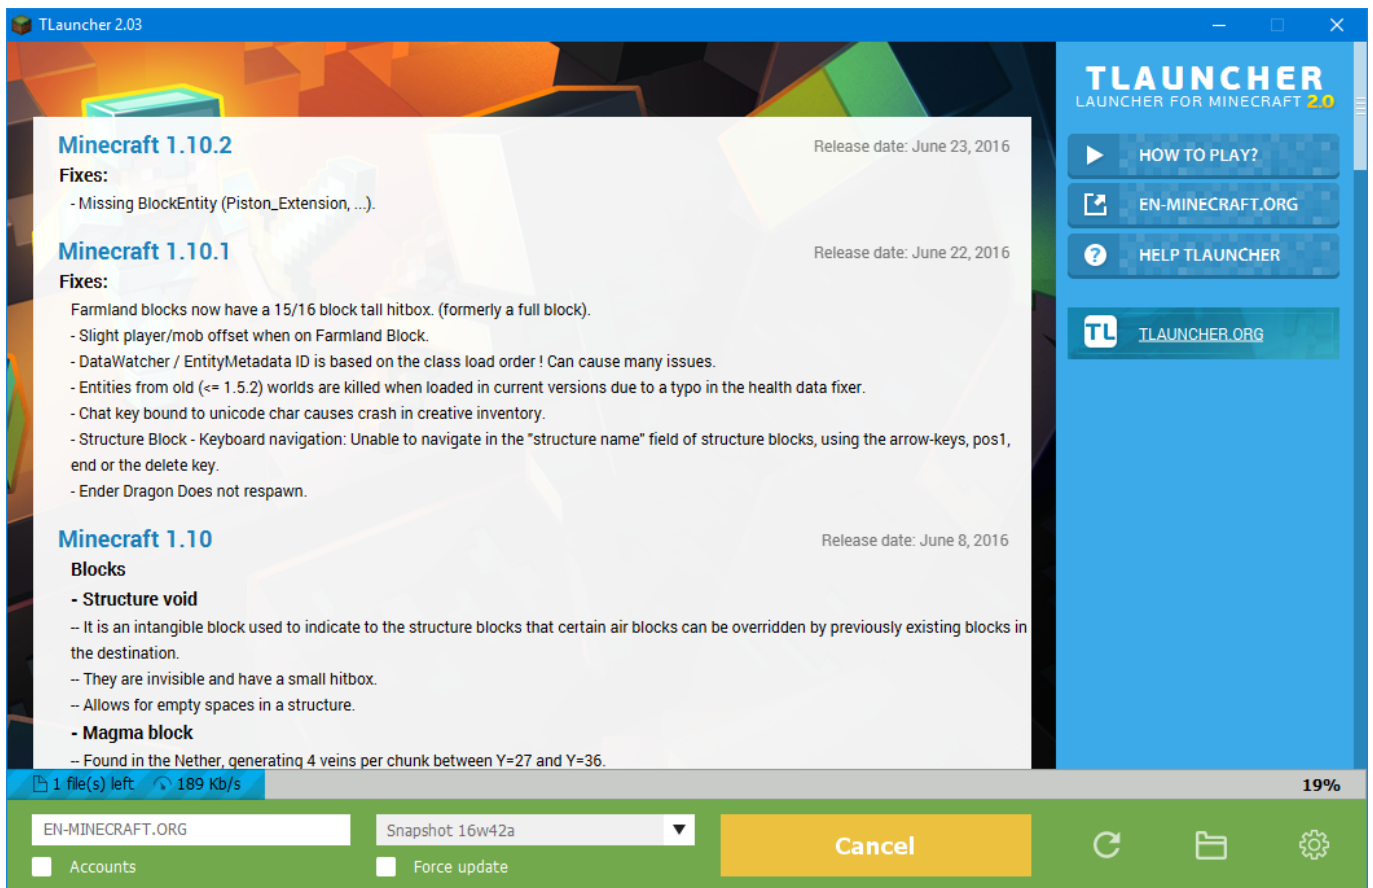 TLauncher 2.03
TLAUNCHER
LAUNCHER FOR MINECRAFT 2.0
HOW TO PLAY?
EN-MINECRAFT.ORG
HELP TLAUNCHER
TL TLAUNCHER.ORG
Minecraft 1.10.2 Release date: June 23, 2016
Fixes:
- Missing BlockEntity (Piston_Extension, ...).
Minecraft 1.10.1 Release date: June 22, 2016
Fixes:
Farmland blocks now have a 15/16 block tall hitbox. (formerly a full block).
- Slight player/mob offset when on Farmland Block.
- DataWatcher / EntityMetadata ID is based on the class load order ! Can cause many issues.
- Entities from old (<= 1.5.2) worlds are killed when loaded in current versions due to a typo in the health data fixer.
- Chat key bound to unicode char causes crash in creative inventory.
- Structure Block - Keyboard navigation: Unable to navigate in the "structure name" field of structure blocks, using the arrow-keys, pos1,
end or the delete key.
- Ender Dragon Does not respawn.
Minecraft 1.10 Release date: June 8, 2016
Blocks
- Structure void
-- It is an intangible block used to indicate to the structure blocks that certain air blocks can be overridden by previously existing blocks in
the destination.
-- They are invisible and have a small hitbox.
-- Allows for empty spaces in a structure.
- Magma block
-- Found in the Nether, generating 4 veins per chunk between Y=27 and Y=36.
1 file(s) left 189 Kb/s 19%
EN-MINECRAFT.ORG Snapshot 16w42a Cancel
Accounts Force update